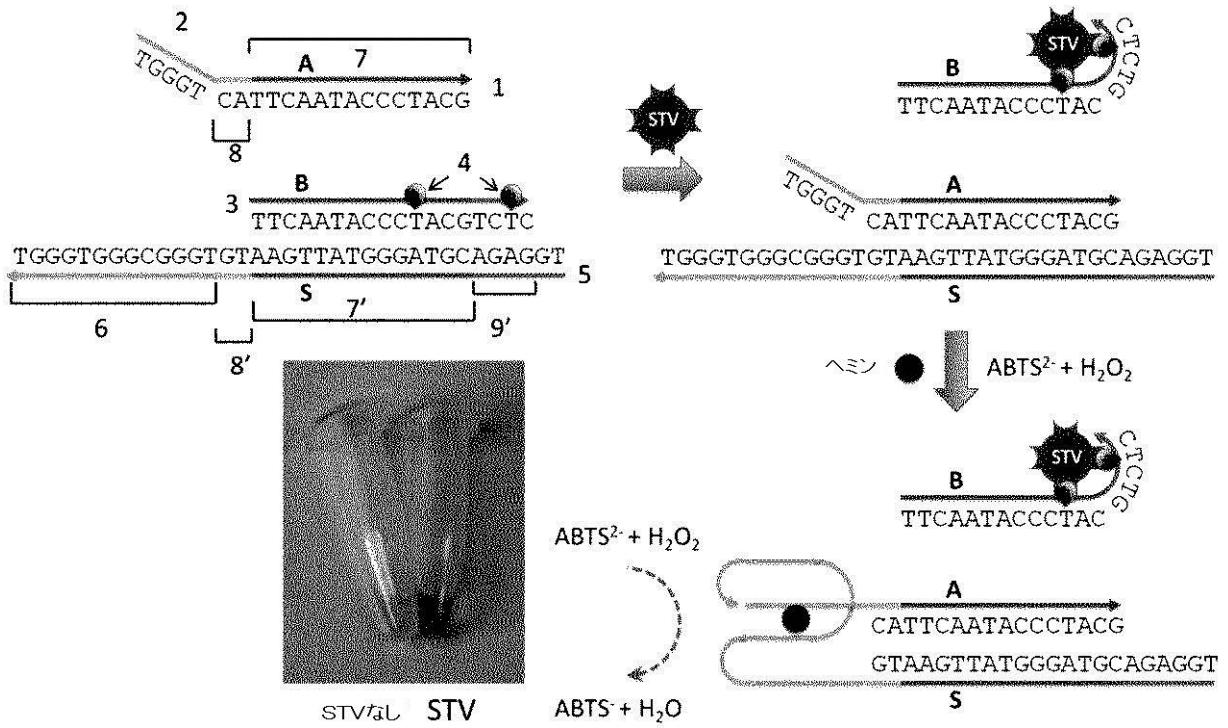 2
TGGGT
A
7
CATTCAATACCCTACG
1
8
4
B
3
TTCAATACCCTACGTCTC
TGGGTGGGCGGGTGTAAGTTATGGGATGCAGAGGT
5
S
6
7'
8'
9'
STV
STV
CTCTG
B
TTCAATACCCTAC
A
TGGGT
CATTCAATACCCTACG
TGGGTGGGCGGGTGTAAGTTATGGGATGCAGAGGT
S
ヘミン
ABTS²⁻ + H₂O₂
STV
CTCTG
B
TTCAATACCCTAC
ABTS²⁻ + H₂O₂
A
CATTCAATACCCTACG
GTAAGTTATGGGATGCAGAGGT
S
STVなし STV
ABTS⁻ + H₂O